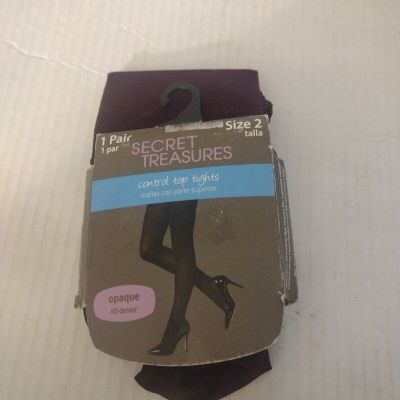 1 Pair
1 par
Size 2
talla
SECRET
TREASURES
control top tights
mallas con parte superior
opaque
60 denier